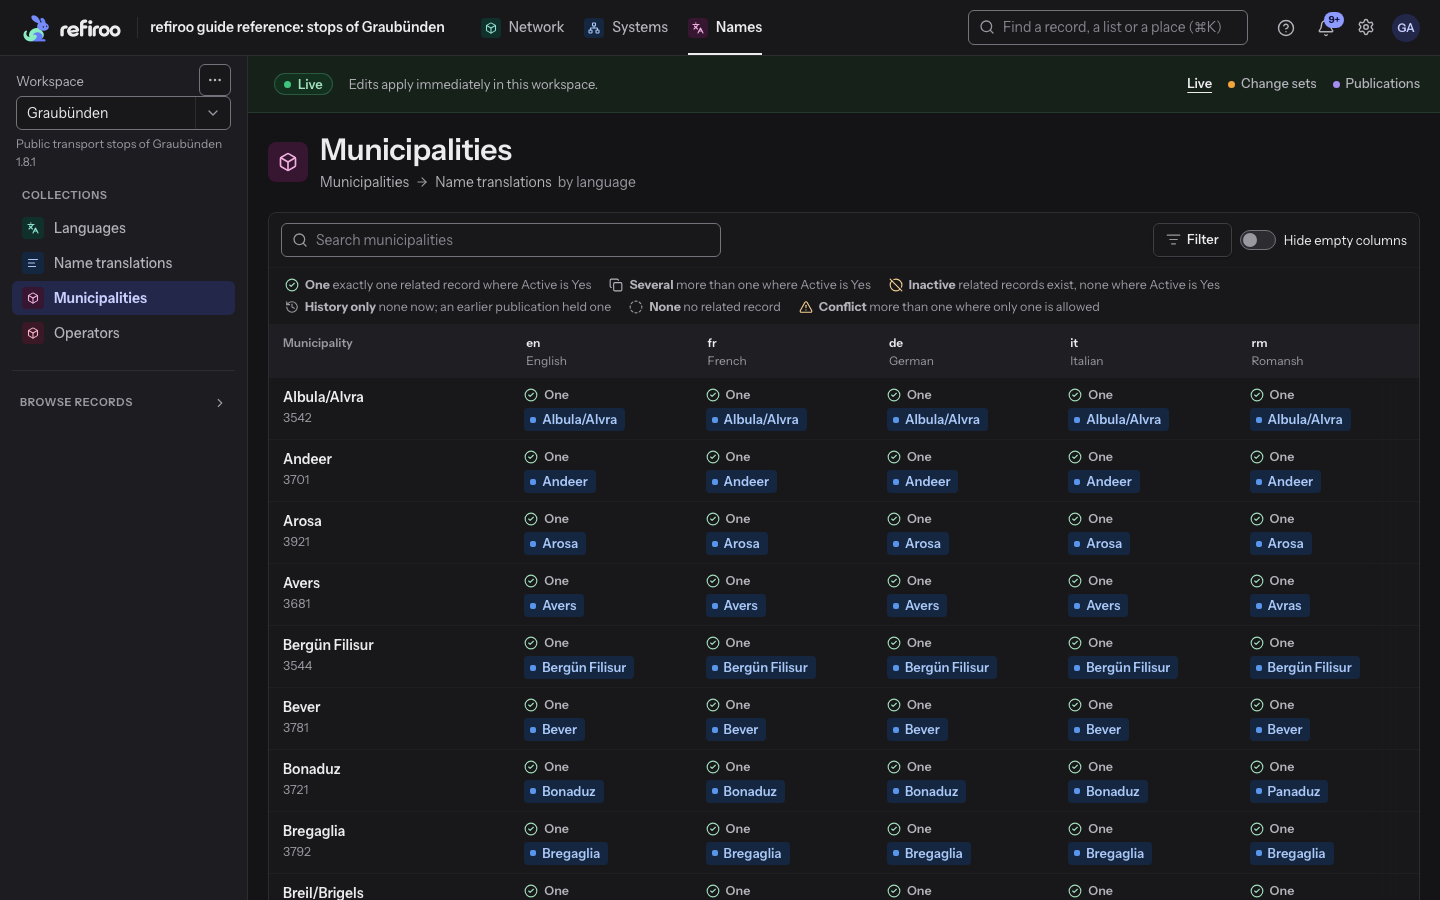 refiroo
refiroo guide reference: stops of Graubünden
Network
Systems
Names
Find a record, a list or a place (⌘K)
9+
GA
Workspace
Graubünden
Public transport stops of Graubünden
1.8.1
COLLECTIONS
Languages
Name translations
Municipalities
Operators
BROWSE RECORDS
Live
Edits apply immediately in this workspace.
Live
Change sets
Publications
Municipalities
Municipalities → Name translations by language
Search municipalities
Filter
Hide empty columns
One exactly one related record where Active is Yes
Several more than one where Active is Yes
Inactive related records exist, none where Active is Yes
History only none now; an earlier publication held one
None no related record
Conflict more than one where only one is allowed
Municipality en fr de it rm
English French German Italian Romansh
Albula/Alvra One One One One One
3542 Albula/Alvra Albula/Alvra Albula/Alvra Albula/Alvra Albula/Alvra
Andeer One One One One One
3701 Andeer Andeer Andeer Andeer Andeer
Arosa One One One One One
3921 Arosa Arosa Arosa Arosa Arosa
Avers One One One One One
3681 Avers Avers Avers Avers Avras
Bergün Filisur One One One One One
3544 Bergün Filisur Bergün Filisur Bergün Filisur Bergün Filisur Bergün Filisur
Bever One One One One One
3781 Bever Bever Bever Bever Bever
Bonaduz One One One One One
3721 Bonaduz Bonaduz Bonaduz Bonaduz Panaduz
Bregaglia One One One One One
3792 Bregaglia Bregaglia Bregaglia Bregaglia Bregaglia
Breil/Brigels One One One One One